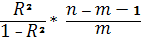 R² / 1 − R² * n − m − 1 / m